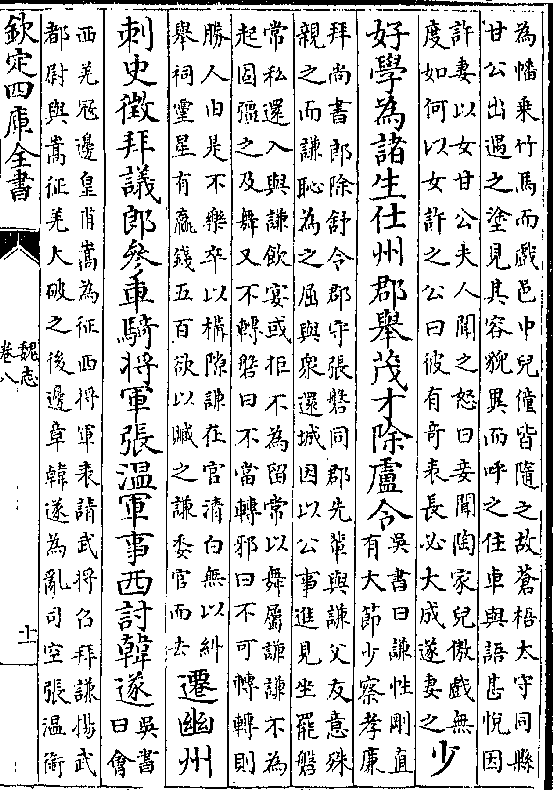 為幡乗竹馬而戲邑中兒僮皆隨之故蒼梧太守同縣
甘公出遇之塗見其容貌異而呼之住車與語甚悅因
許妻以女甘公夫人聞之怒曰妾聞陶家兒傲戲無
度如何以女許之公曰彼有奇表長必大成遂妻之
少
好學為諸生仕州郡舉茂才除盧令
吳書曰謙性剛直
有大節少察孝廉
拜尚書郎除舒令郡守張磐同郡先輩與謙父友意殊
親之而謙恥為之屈與衆還城因以公事進見坐罷磐
常私還入與謙飲宴或拒不為留常以舞屬謙謙不為
起固彊之及舞又不轉磐曰不當轉邪曰不可轉轉則
勝人由是不樂卒以構隙謙在官清白無以糾
舉祠靈星有贏錢五百欲以贓之謙委官而去
遷幽州
刺史徵拜議郎參車騎將軍張溫軍事西討韓遂
吳書
曰會
西羌冦邊皇甫嵩為征西將軍表請武將召拜謙揚武
都尉與嵩征羌大破之後邊章韓遂為亂司空張溫銜
欽定四庫全書
魏志
卷八
十一